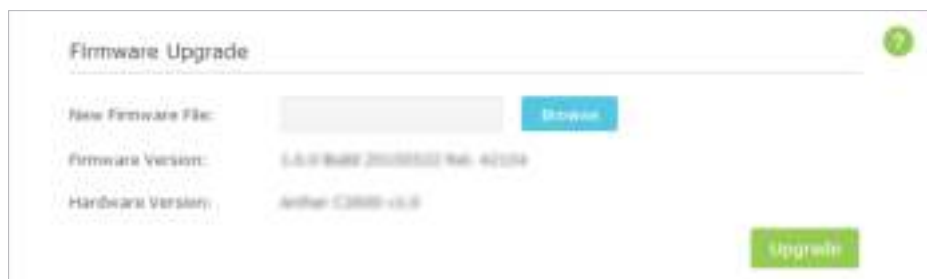 Firmware Upgrade
?
New Firmware File:
Browse
Firmware Version:
Hardware Version:
Upgrade